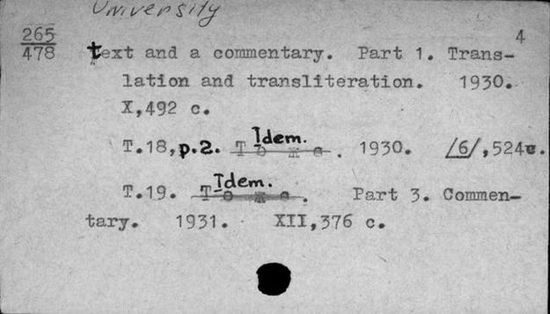 University
4
265
478
text and a commentary. Part 1. Trans-
lation and transliteration. 1930.
X,492 c.
T.18, p.2. Idem. 1930. /6/,524 c.
T.19. Idem. Part 3. Commen-
tary. 1931. XII,376 c.